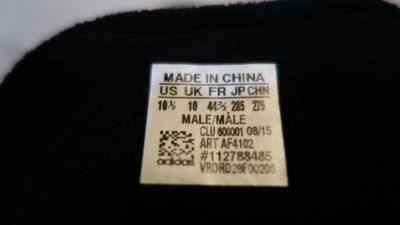 MADE IN CHINA
US UK FR JP CHN
10½ 10 44⅔ 285 275
MALE/MÂLE
CLU 600001 08/15
ART AF4102
#112788485
adidas VRDRD28F00206